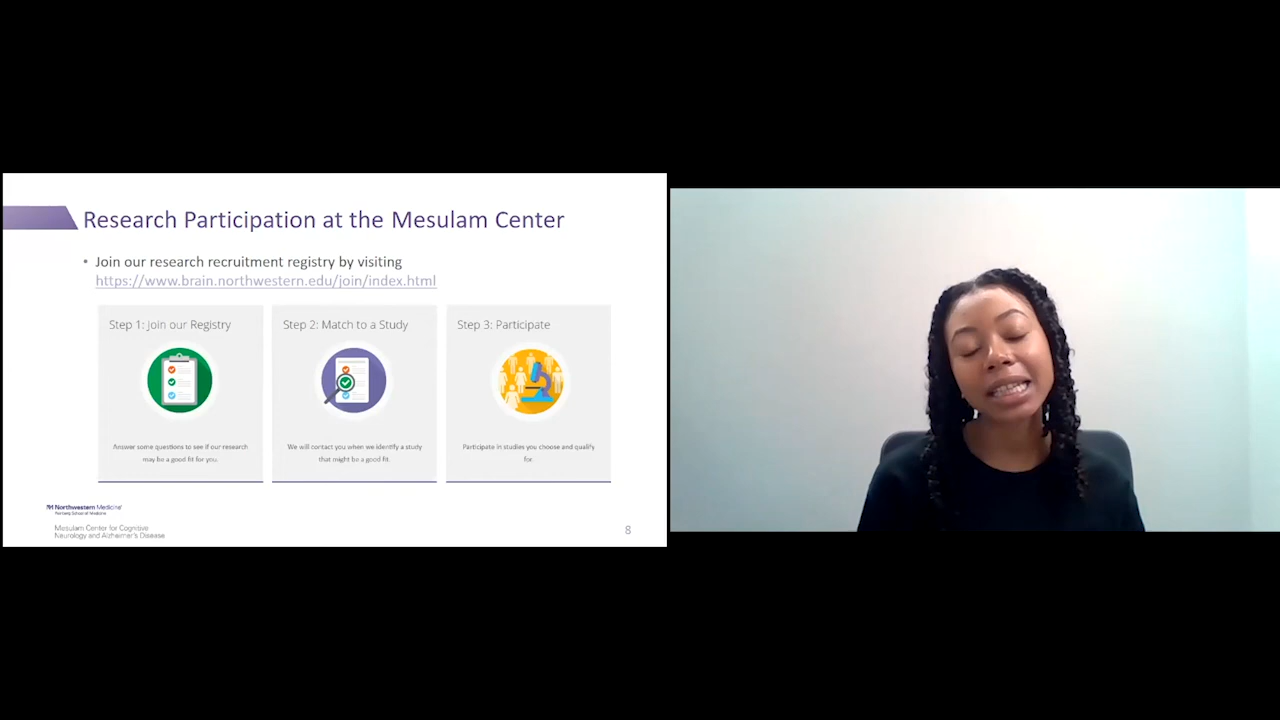 Research Participation at the Mesulam Center
• Join our research recruitment registry by visiting
https://www.brain.northwestern.edu/join/index.html
Step 1: Join our Registry
Answer some questions to see if our research
may be a good fit for you.
Step 2: Match to a Study
We will contact you when we identify a study
that might be a good fit.
Step 3: Participate
Participate in studies you choose and qualify
for.
Northwestern Medicine
Feinberg School of Medicine
Mesulam Center for Cognitive
Neurology and Alzheimer's Disease
8